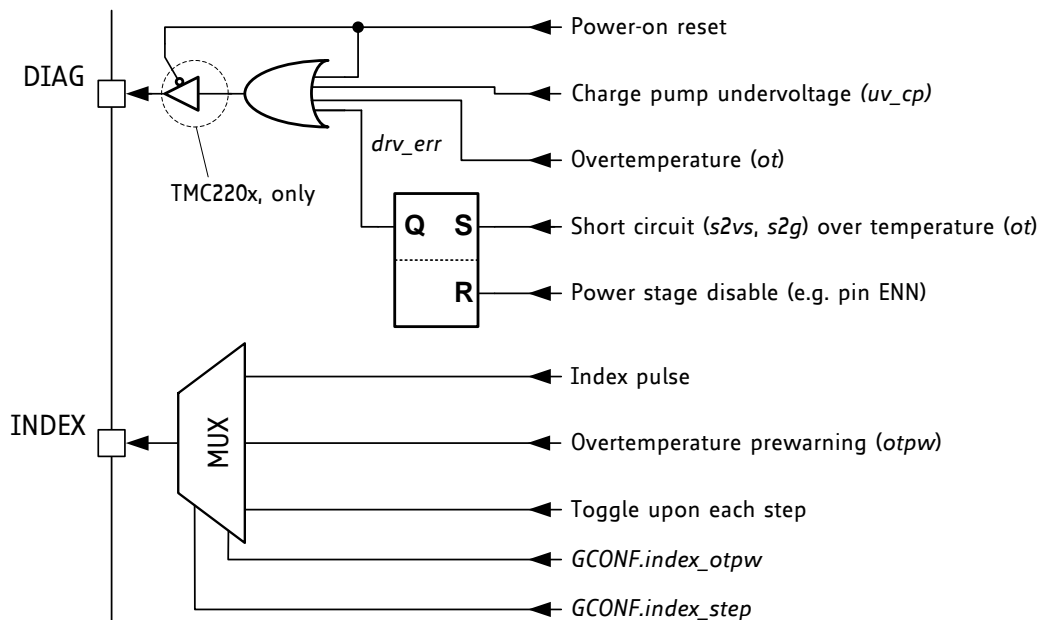 Power-on reset
DIAG
Charge pump undervoltage (uv_cp)
drv_err
Overtemperature (ot)
TMC220x, only
Q S
Short circuit (s2vs, s2g) over temperature (ot)
R
Power stage disable (e.g. pin ENN)
Index pulse
INDEX
MUX
Overtemperature prewarning (otpw)
Toggle upon each step
GCONF.index_otpw
GCONF.index_step